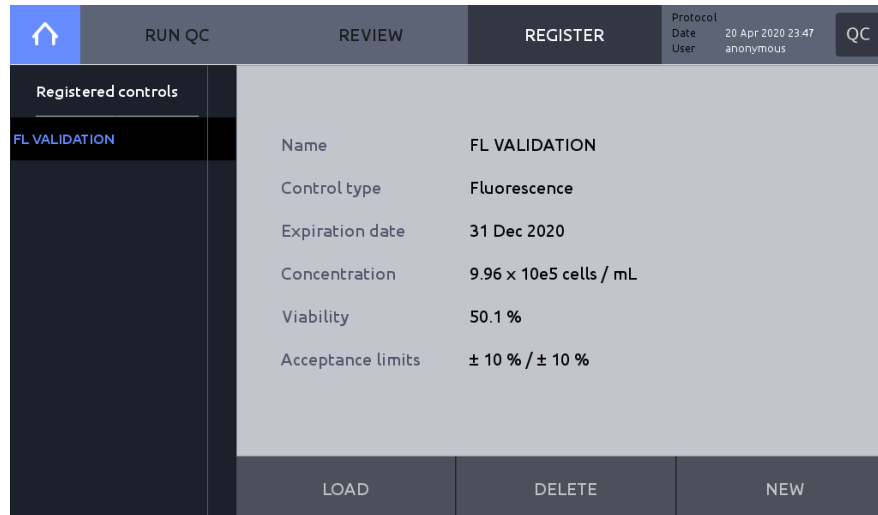 RUN QC REVIEW REGISTER
Protocol
Date 20 Apr 2020 23:47
User anonymous
QC
Registered controls
FL VALIDATION
Name FL VALIDATION
Control type Fluorescence
Expiration date 31 Dec 2020
Concentration 9.96 x 10e5 cells / mL
Viability 50.1 %
Acceptance limits ± 10 % / ± 10 %
LOAD DELETE NEW